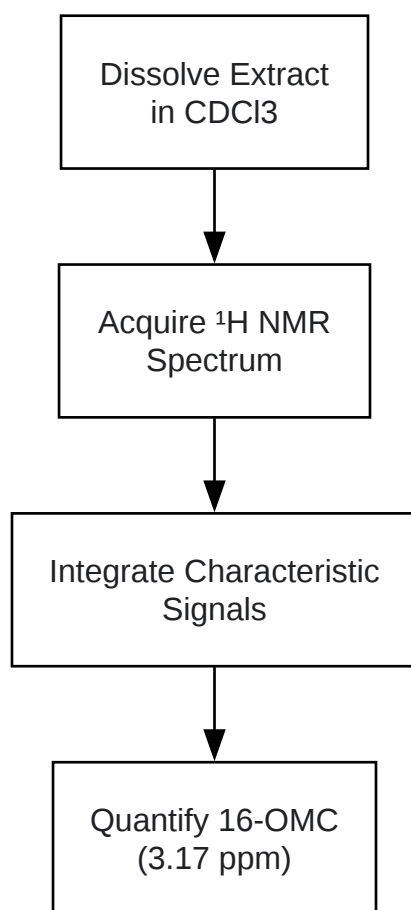 Dissolve Extract
in CDCl3
Acquire ¹H NMR
Spectrum
Integrate Characteristic
Signals
Quantify 16-OMC
(3.17 ppm)